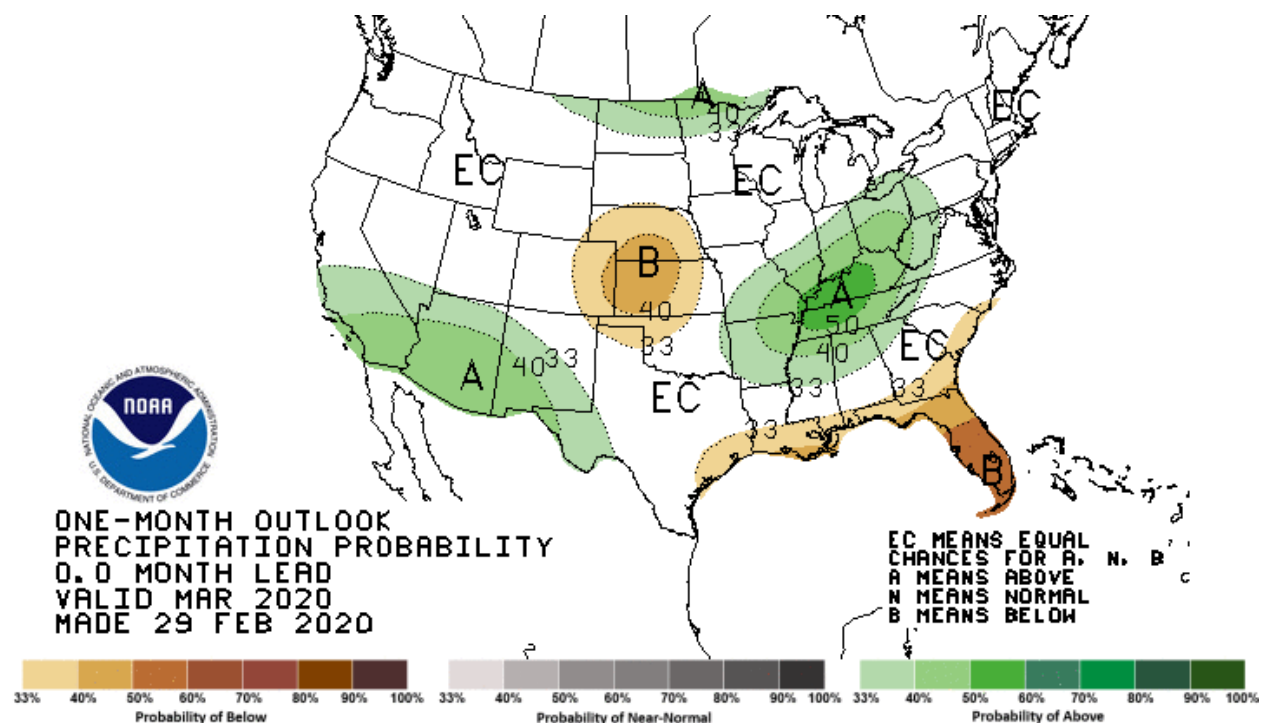 A
40
33
EC
EC
EC
B
40
33
A
50
40
33
EC
A
40 33
EC
33
33
33
B
NATIONAL OCEANIC AND ATMOSPHERIC ADMINISTRATION
NOAA
U.S. DEPARTMENT OF COMMERCE
ONE-MONTH OUTLOOK
PRECIPITATION PROBABILITY
0.0 MONTH LEAD
VALID MAR 2020
MADE 29 FEB 2020
EC MEANS EQUAL
CHANCES FOR A, N, B
A MEANS ABOVE
N MEANS NORMAL
B MEANS BELOW
33% 40% 50% 60% 70% 80% 90% 100%
Probability of Below
33% 40% 50% 60% 70% 80% 90% 100%
Probability of Near-Normal
33% 40% 50% 60% 70% 80% 90% 100%
Probability of Above